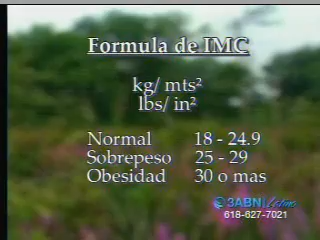 Formula de IMC
kg/ mts²
lbs/ in²
Normal 18 - 24.9
Sobrepeso 25 - 29
Obesidad 30 o mas
3ABN Latino
618-627-7021